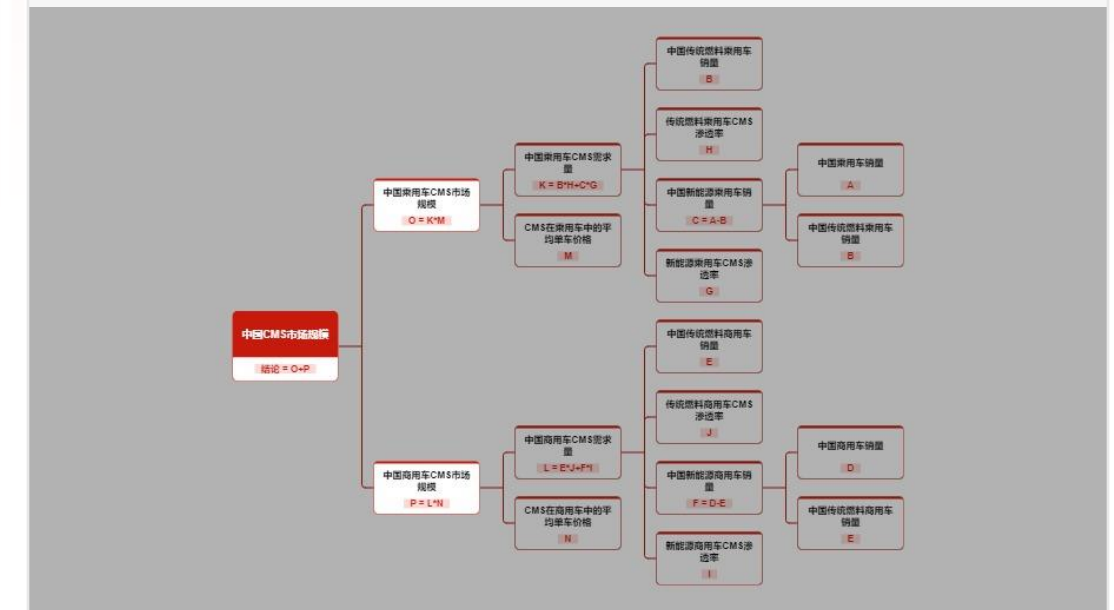 中国CMS市场规模
结论 = O+P
中国乘用车CMS市场
规模
O = K*M
中国乘用车CMS需求
量
K = B*H+C*G
中国传统燃料乘用车
销量
B
传统燃料乘用车CMS
渗透率
H
中国新能源乘用车销
量
C = A-B
中国乘用车销量
A
中国传统燃料乘用车
销量
B
新能源乘用车CMS渗
透率
G
CMS在乘用车中的平
均单车价格
M
中国商用车CMS市场
规模
P = L*N
中国商用车CMS需求
量
L = E*J+F*I
中国传统燃料商用车
销量
E
传统燃料商用车CMS
渗透率
J
中国新能源商用车销
量
F = D-E
中国商用车销量
D
中国传统燃料商用车
销量
E
新能源商用车CMS渗
透率
I
CMS在商用车中的平
均单车价格
N